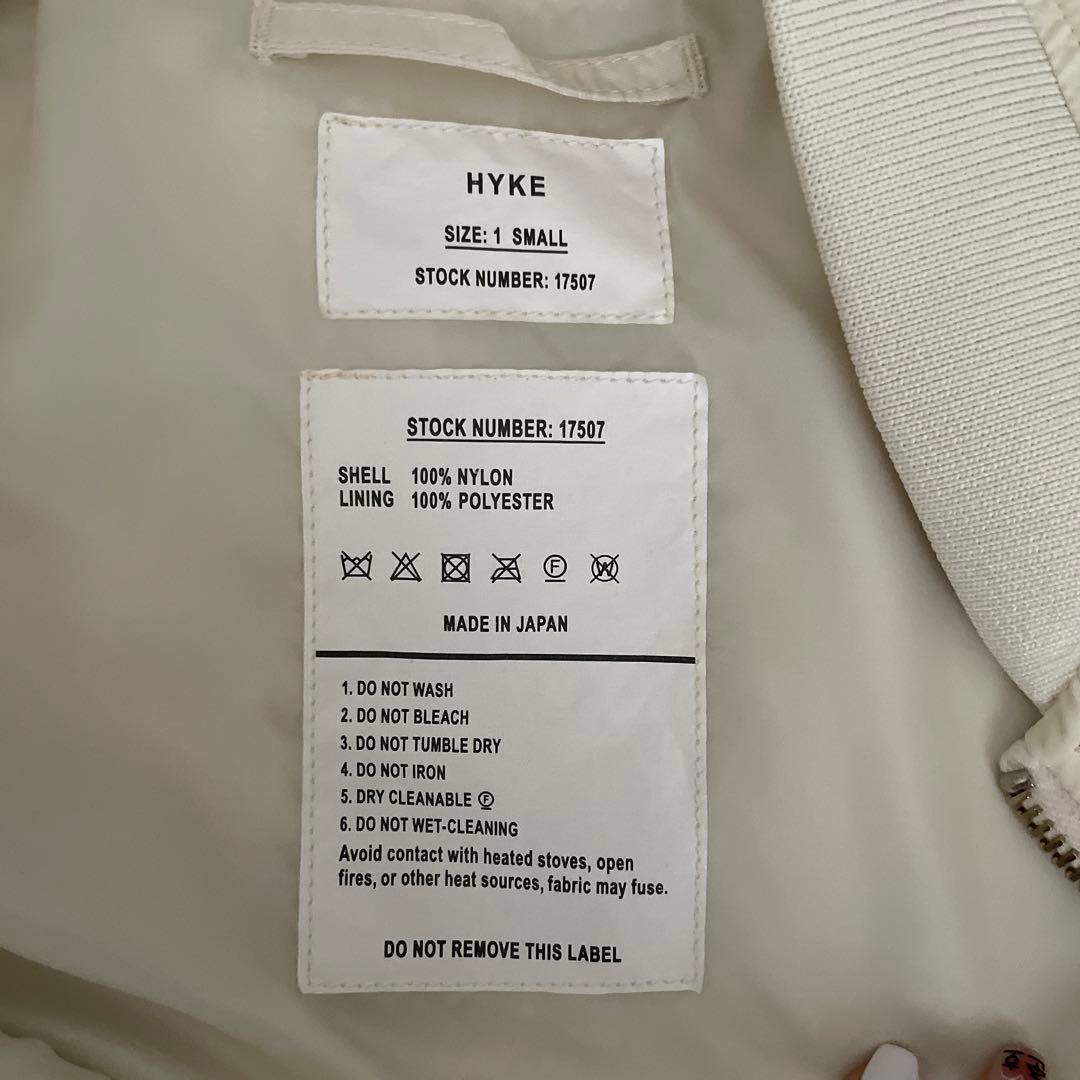 HYKE
SIZE: 1 SMALL
STOCK NUMBER: 17507
STOCK NUMBER: 17507
SHELL 100% NYLON
LINING 100% POLYESTER
F W
MADE IN JAPAN
1. DO NOT WASH
2. DO NOT BLEACH
3. DO NOT TUMBLE DRY
4. DO NOT IRON
5. DRY CLEANABLE Ⓕ
6. DO NOT WET-CLEANING
Avoid contact with heated stoves, open
fires, or other heat sources, fabric may fuse.
DO NOT REMOVE THIS LABEL